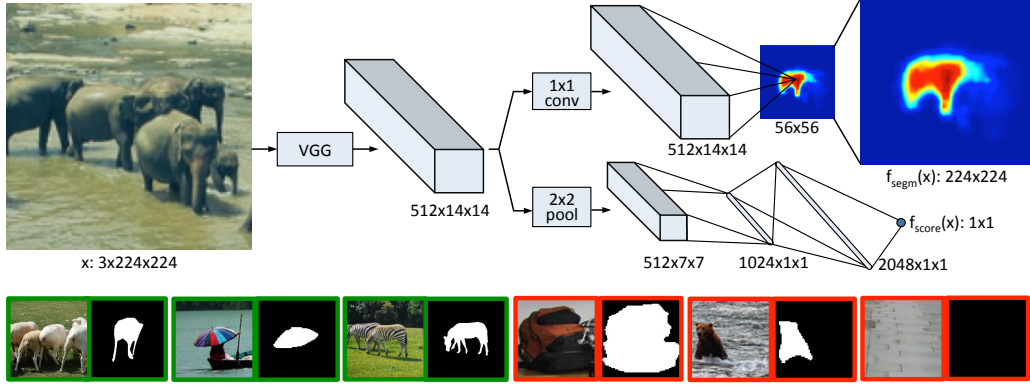 x: 3x224x224
VGG
512x14x14
1x1
conv
512x14x14
56x56
f_segm(x): 224x224
2x2
pool
512x7x7
1024x1x1
2048x1x1
f_score(x): 1x1